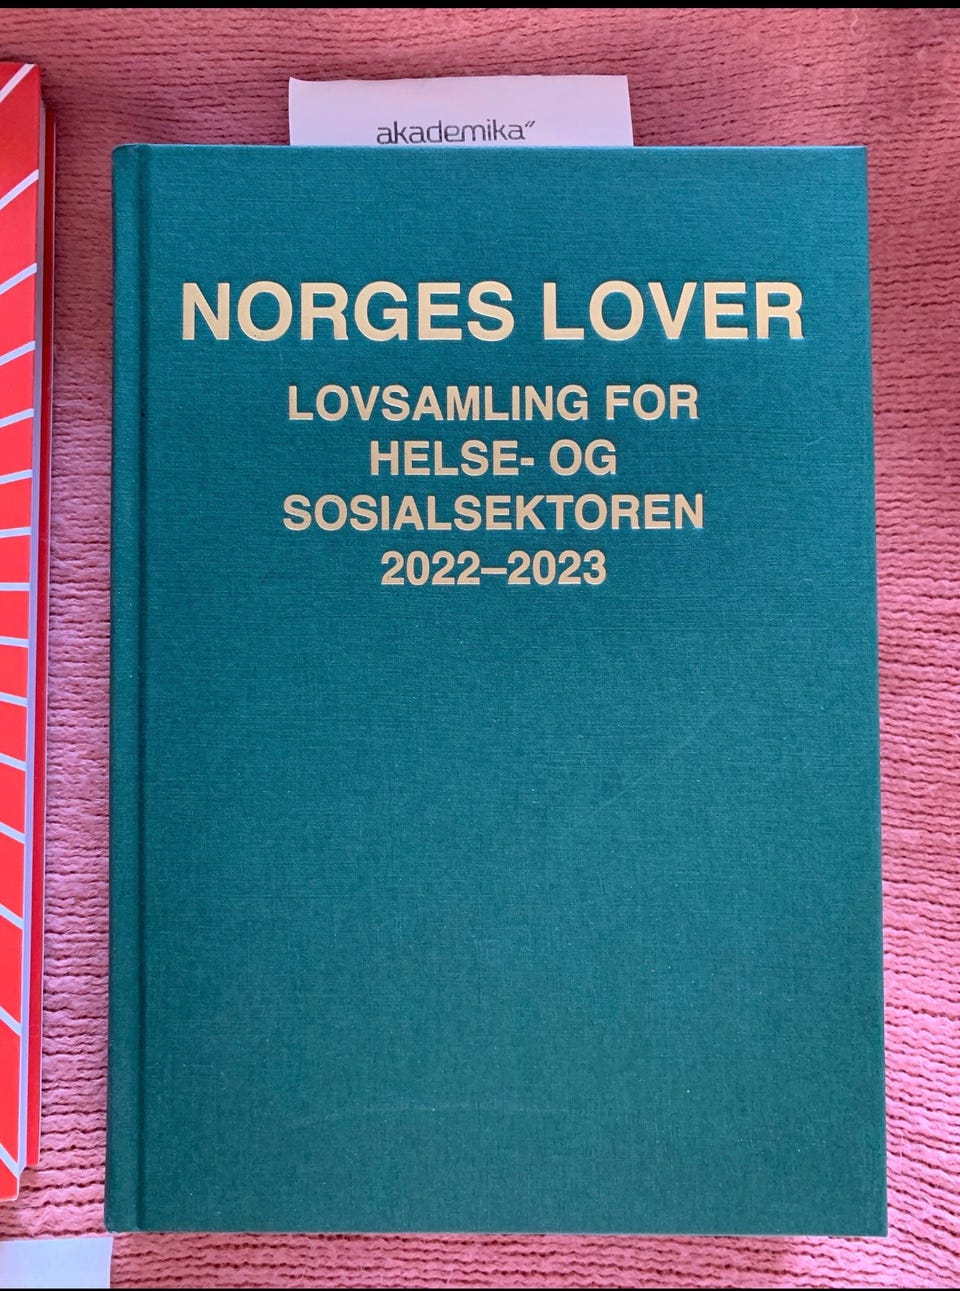 akademika"
NORGES LOVER
LOVSAMLING FOR
HELSE- OG
SOSIALSEKTOREN
2022–2023